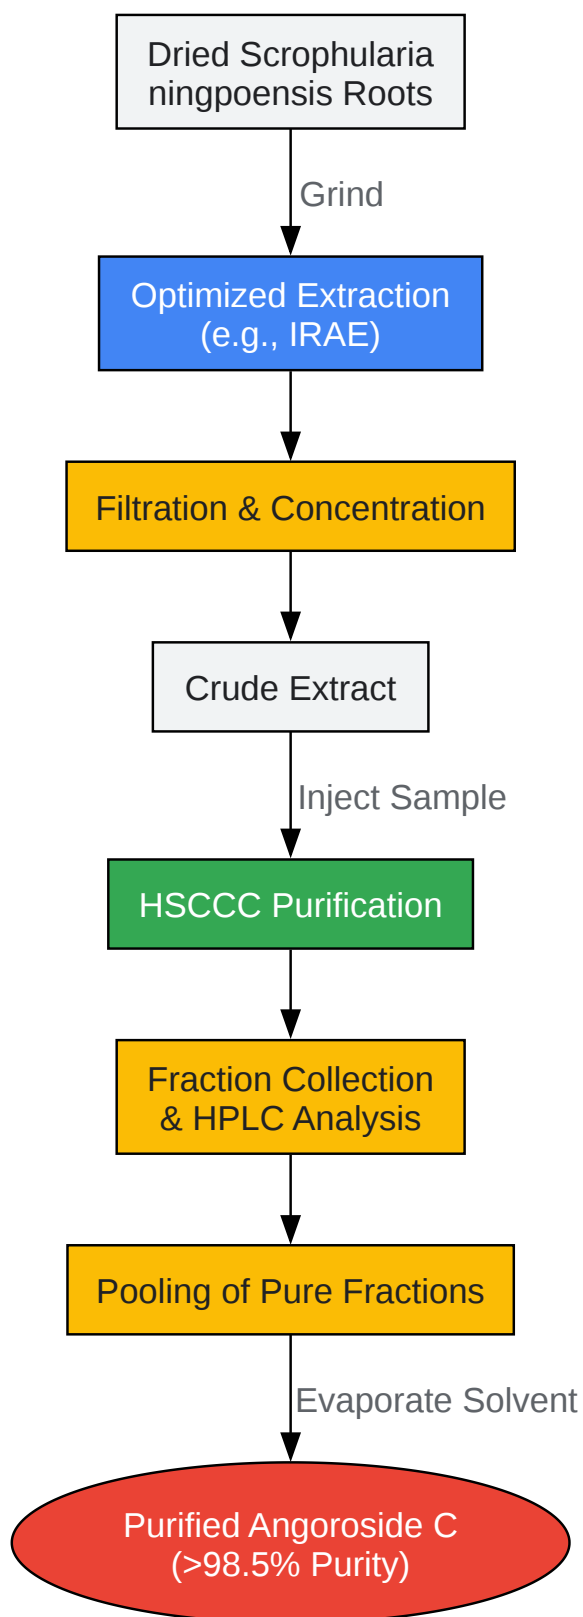 Dried Scrophularia
ningpoensis Roots
Grind
Optimized Extraction
(e.g., IRAE)
Filtration & Concentration
Crude Extract
Inject Sample
HSCCC Purification
Fraction Collection
& HPLC Analysis
Pooling of Pure Fractions
Evaporate Solvent
Purified Angoroside C
(>98.5% Purity)